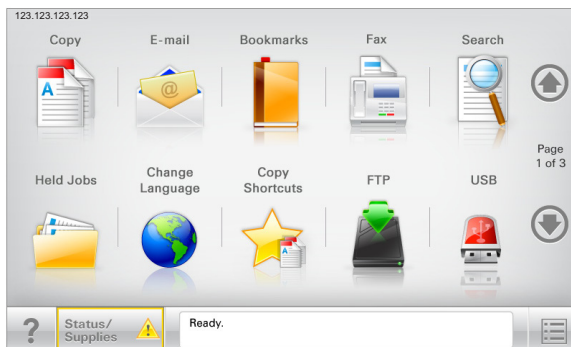 123.123.123.123
Copy
E-mail
Bookmarks
Fax
Search
A
@
Page
1 of 3
Held Jobs
Change
Language
Copy
Shortcuts
FTP
USB
A
?
Status/
Supplies
!
Ready.